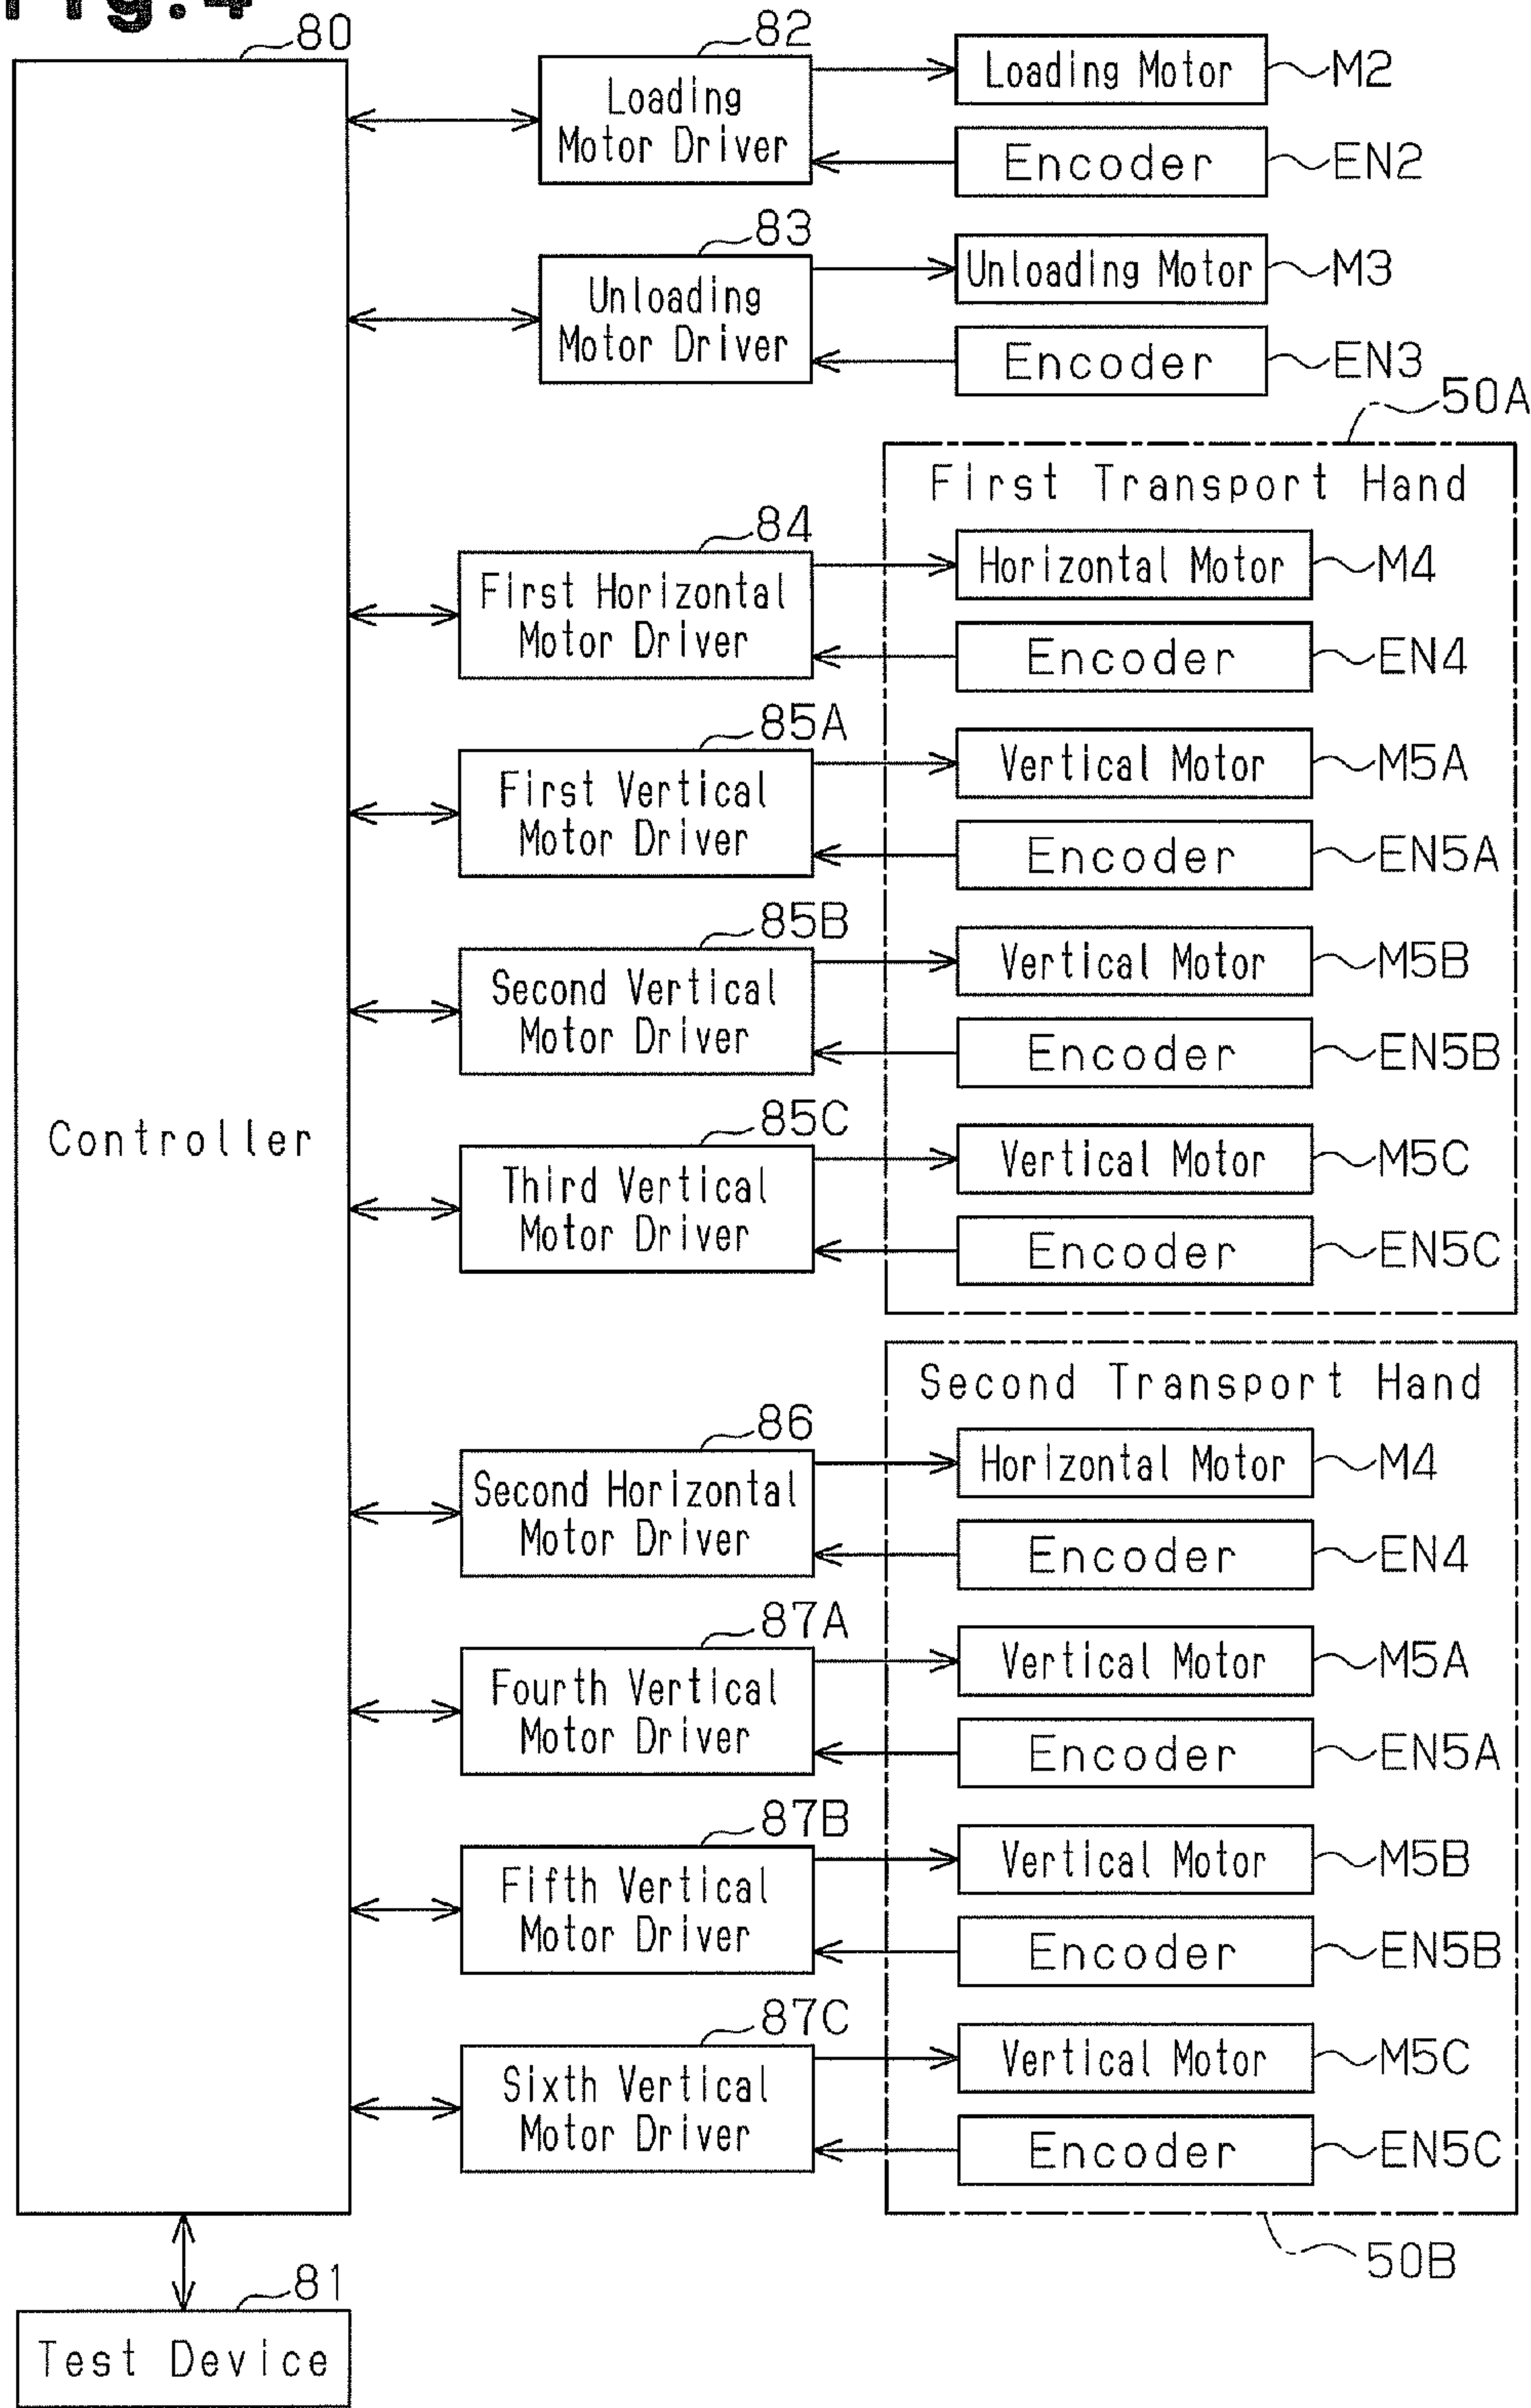 Fig.4
80
82
Loading
Motor Driver
Loading Motor
M2
Encoder
EN2
83
Unloading
Motor Driver
Unloading Motor
M3
Encoder
EN3
50A
First Transport Hand
84
First Horizontal
Motor Driver
Horizontal Motor
M4
Encoder
EN4
85A
First Vertical
Motor Driver
Vertical Motor
M5A
Encoder
EN5A
85B
Second Vertical
Motor Driver
Vertical Motor
M5B
Encoder
EN5B
Controller
85C
Third Vertical
Motor Driver
Vertical Motor
M5C
Encoder
EN5C
Second Transport Hand
86
Second Horizontal
Motor Driver
Horizontal Motor
M4
Encoder
EN4
87A
Fourth Vertical
Motor Driver
Vertical Motor
M5A
Encoder
EN5A
87B
Fifth Vertical
Motor Driver
Vertical Motor
M5B
Encoder
EN5B
87C
Sixth Vertical
Motor Driver
Vertical Motor
M5C
Encoder
EN5C
50B
81
Test Device